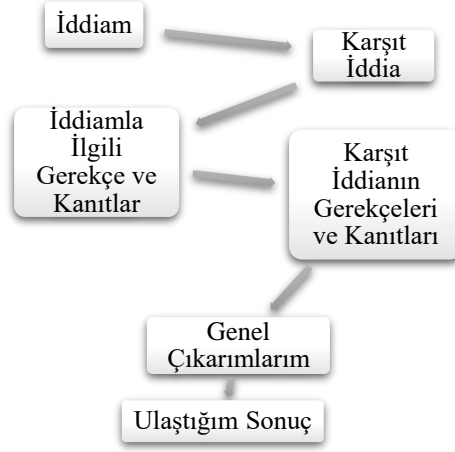 İddiam
Karşıt
İddia
İddiamla
İlgili
Gerekçe ve
Kanıtlar
Karşıt
İddianın
Gerekçeleri
ve Kanıtları
Genel
Çıkarımlarım
Ulaştığım Sonuç